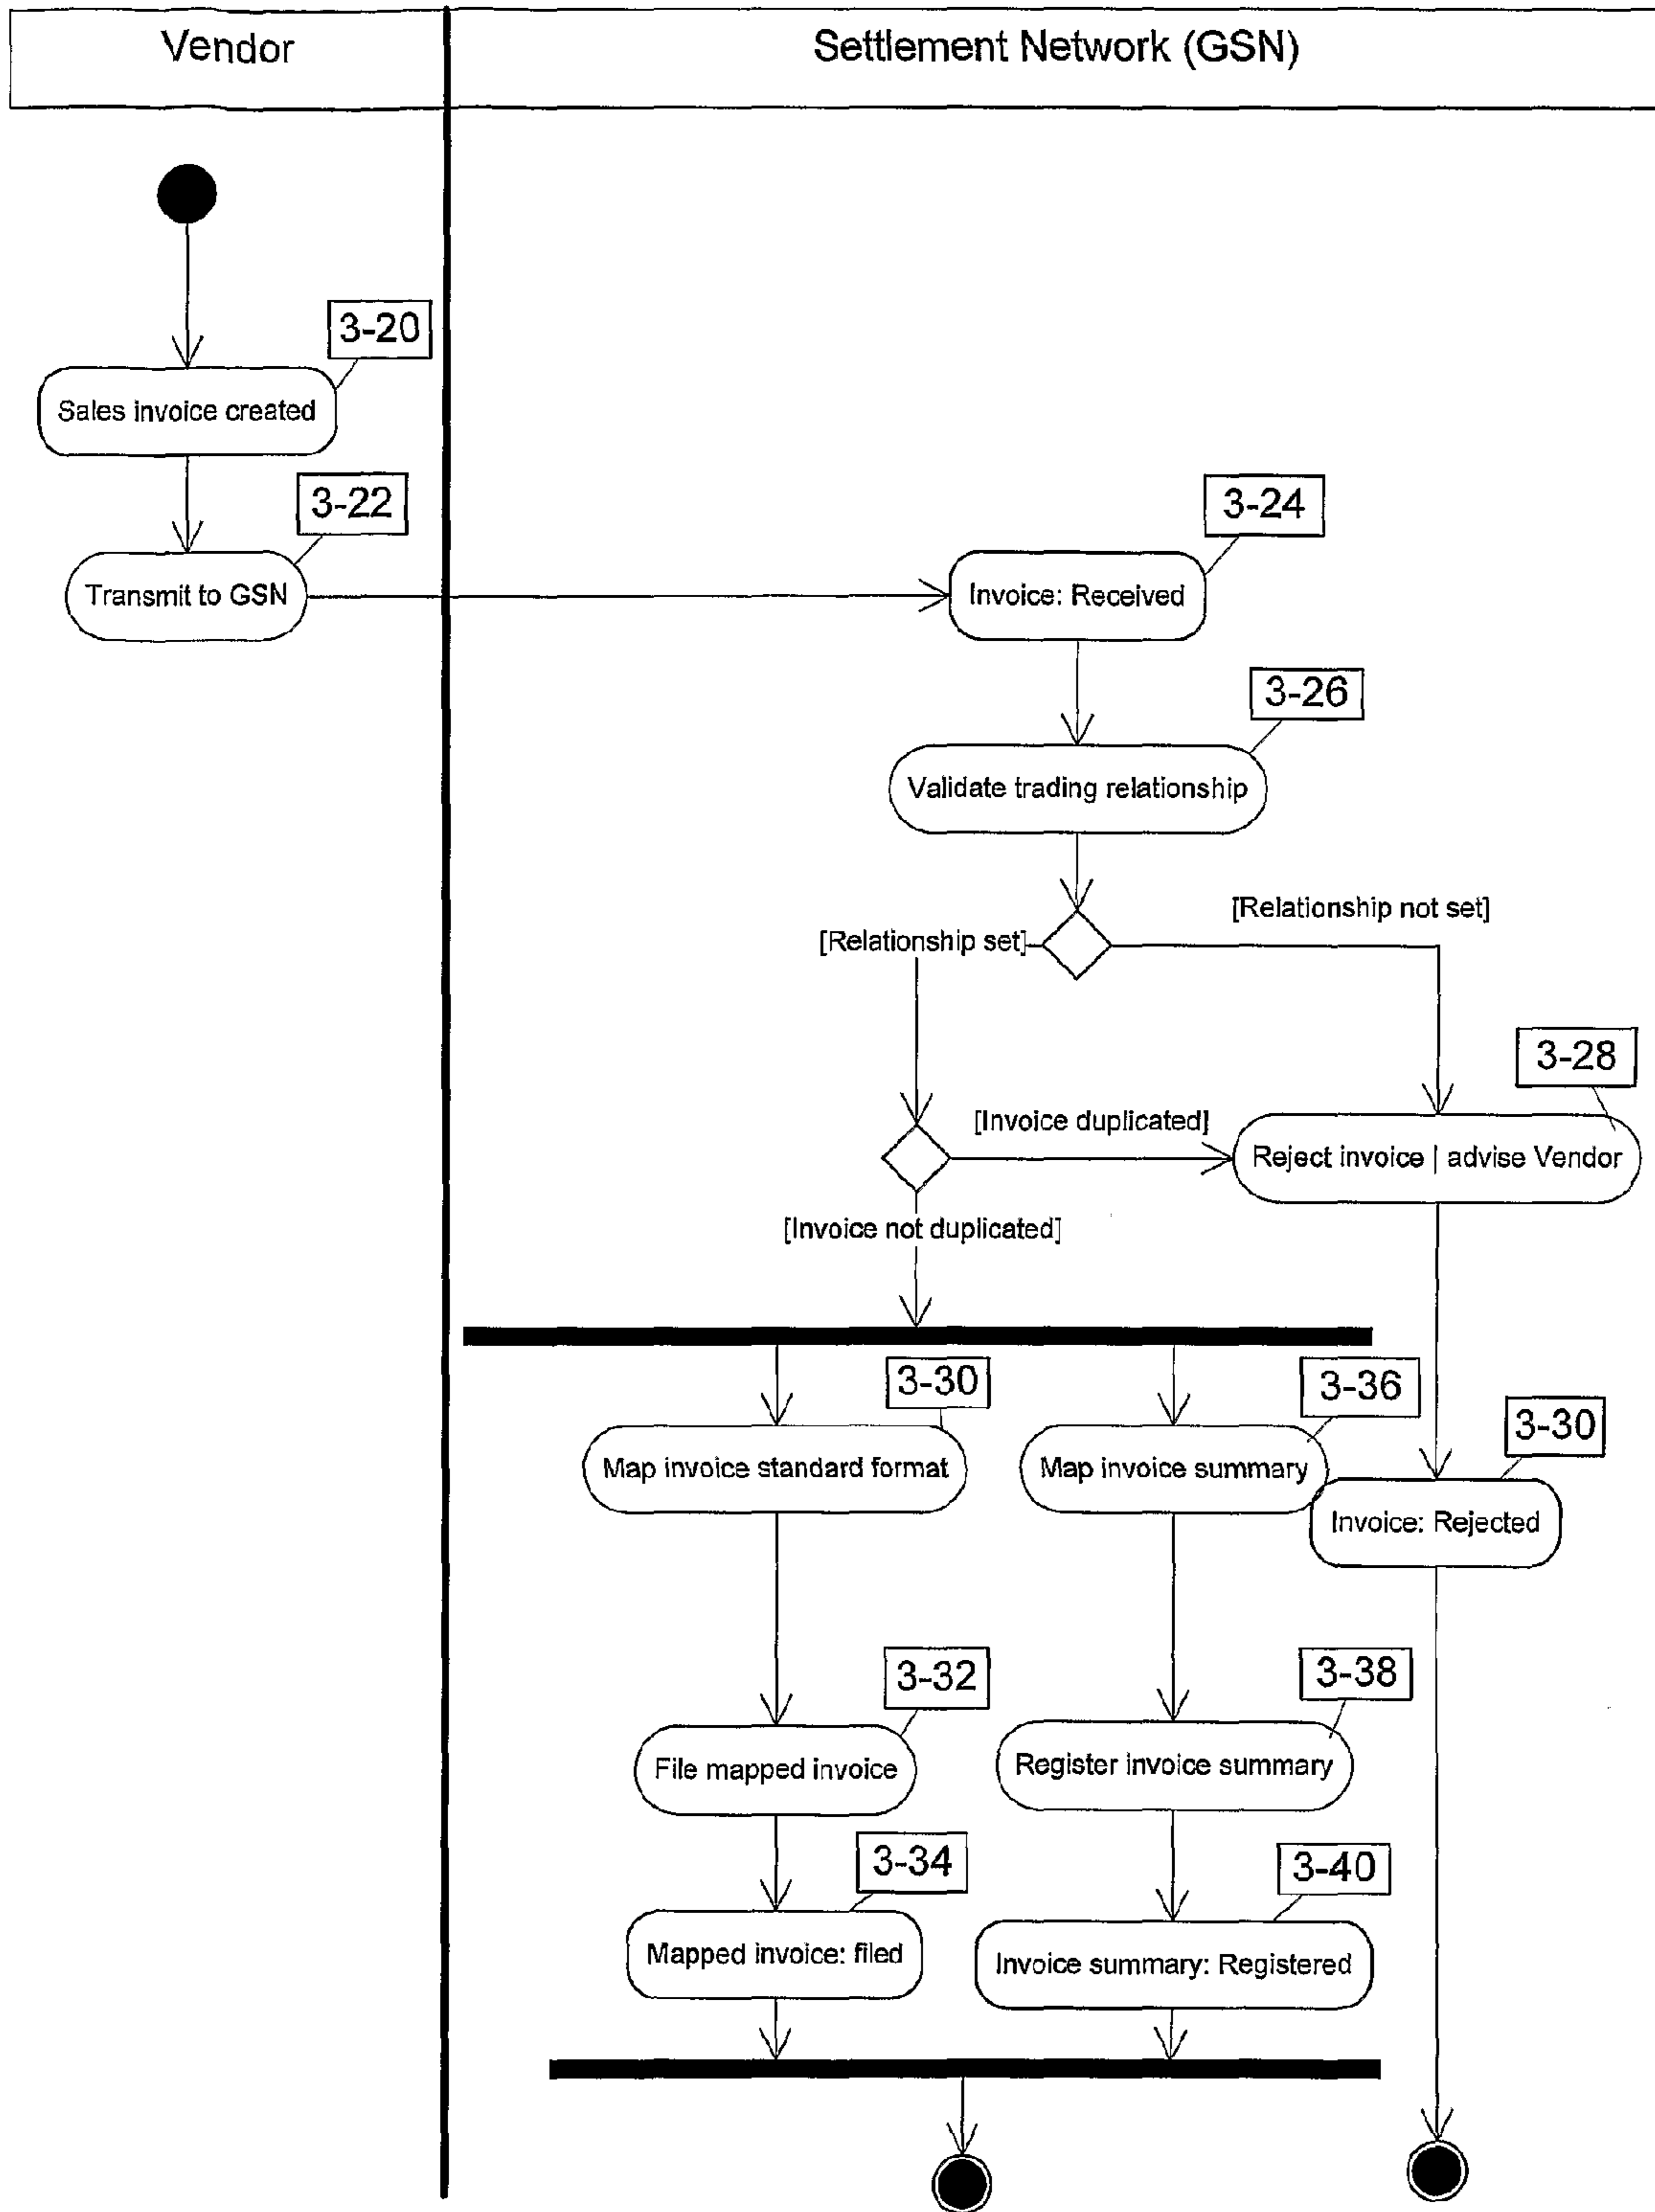 Vendor
Settlement Network (GSN)
3-20
Sales invoice created
3-22
Transmit to GSN
3-24
Invoice: Received
3-26
Validate trading relationship
[Relationship not set]
[Relationship set]
3-28
[Invoice duplicated]
Reject invoice | advise Vendor
[Invoice not duplicated]
3-30
3-36
3-30
Map invoice standard format
Map invoice summary
Invoice: Rejected
3-32
3-38
File mapped invoice
Register invoice summary
3-34
3-40
Mapped invoice: filed
Invoice summary: Registered